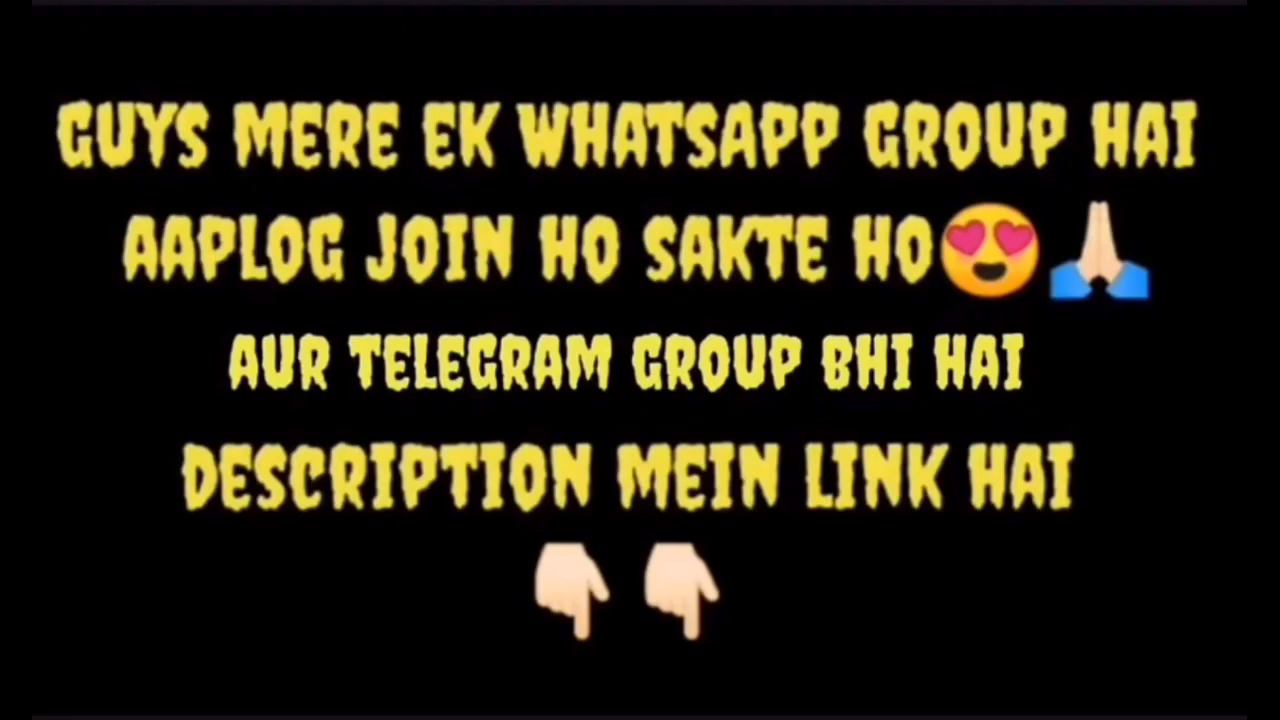 GUYS MERE EK WHATSAPP GROUP HAI
AAPLOG JOIN HO SAKTE HO😍🙏🏻
AUR TELEGRAM GROUP BHI HAI
DESCRIPTION MEIN LINK HAI
👇🏻👇🏻